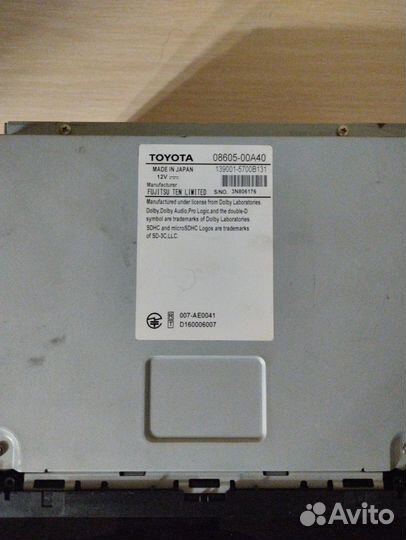 TOYOTA 08605-00A40
MADE IN JAPAN 139001-5700B131
12V
Manufacturer
FUJITSU TEN LIMITED S/NO. 3N806176
Manufactured under license from Dolby Laboratories.
Dolby,Dolby Audio,Pro Logic,and the double-D
symbol are trademarks of Dolby Laboratories.
SDHC and microSDHC Logos are trademarks
of SD-3C,LLC.
007-AE0041
D160006007
Avito